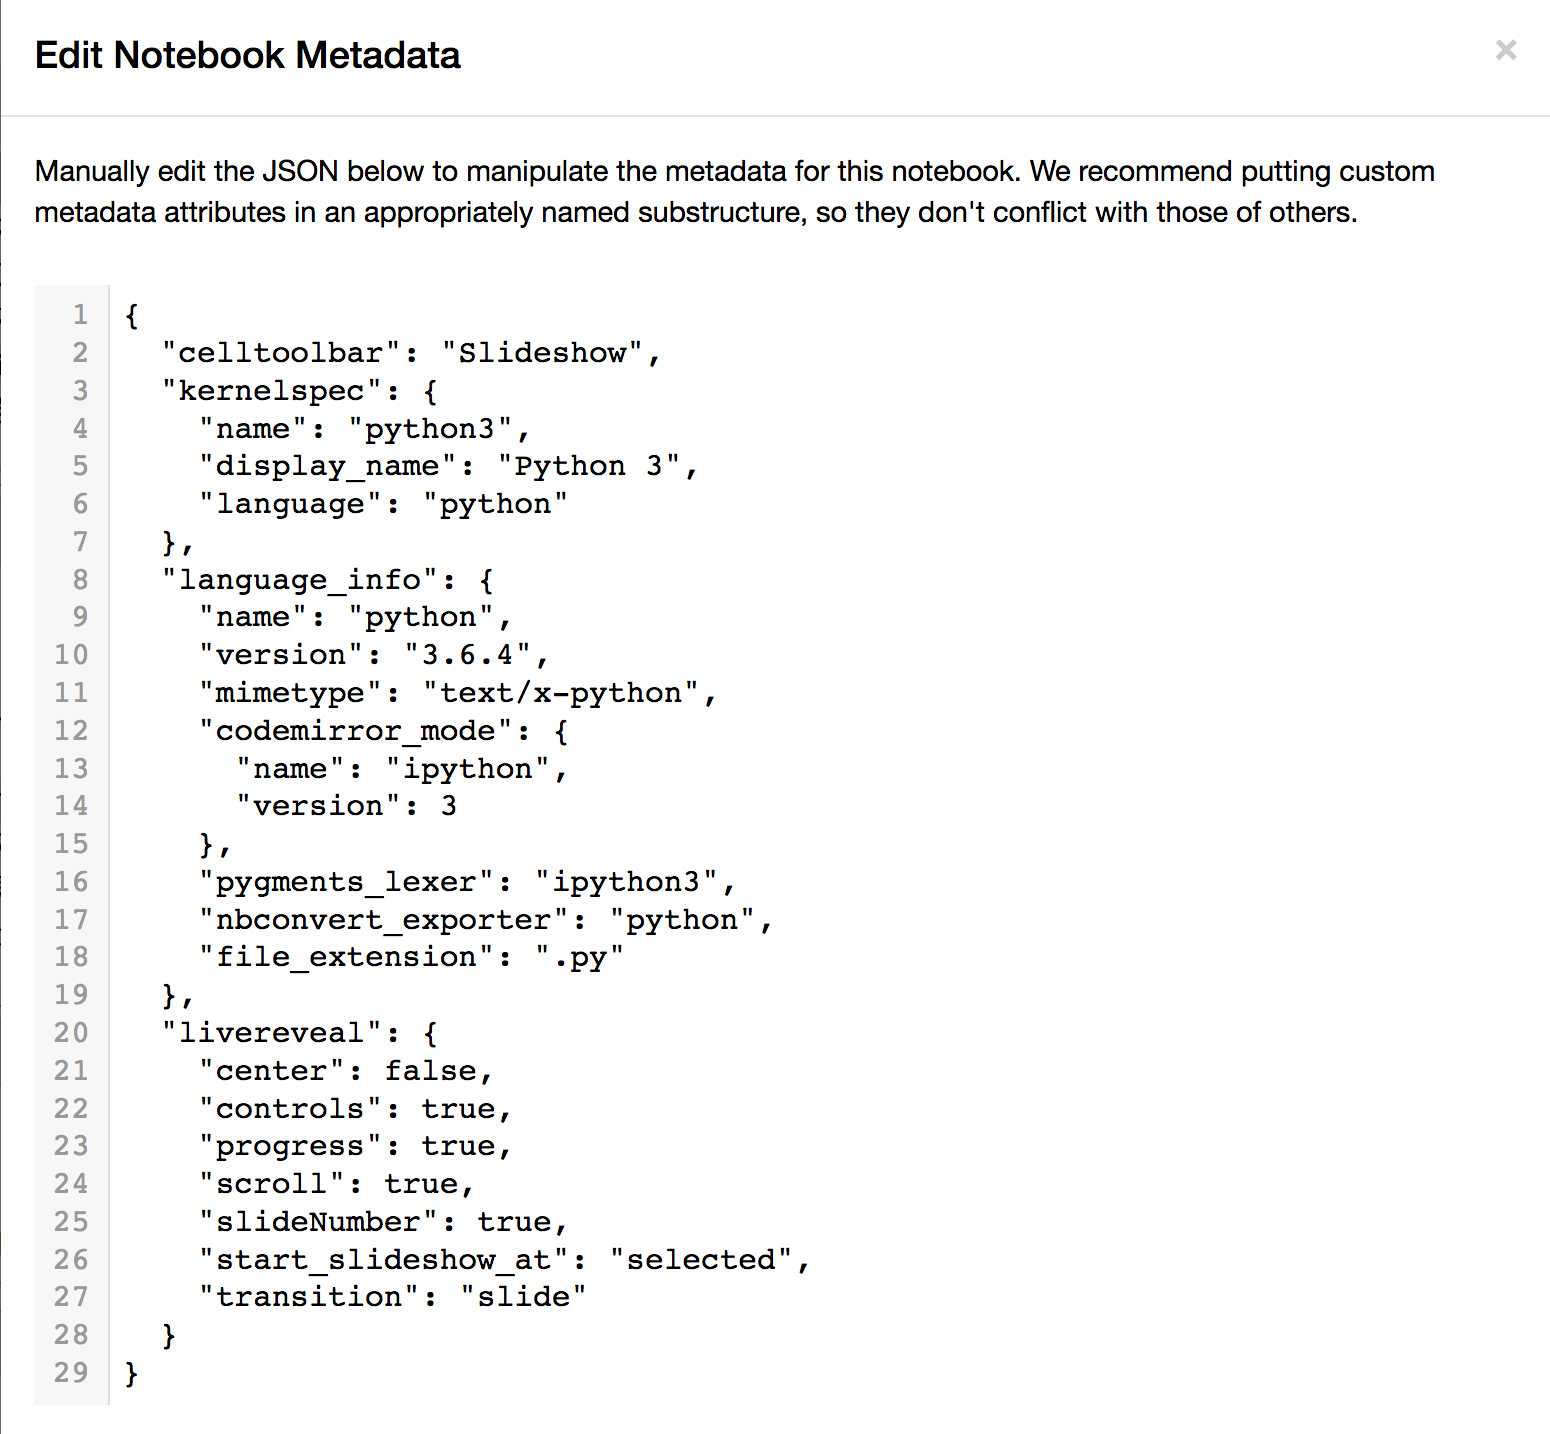 Edit Notebook Metadata
×
Manually edit the JSON below to manipulate the metadata for this notebook. We recommend putting custom
metadata attributes in an appropriately named substructure, so they don't conflict with those of others.
1 {
2   "celltoolbar": "Slideshow",
3   "kernelspec": {
4     "name": "python3",
5     "display_name": "Python 3",
6     "language": "python"
7   },
8   "language_info": {
9     "name": "python",
10     "version": "3.6.4",
11     "mimetype": "text/x-python",
12     "codemirror_mode": {
13       "name": "ipython",
14       "version": 3
15     },
16     "pygments_lexer": "ipython3",
17     "nbconvert_exporter": "python",
18     "file_extension": ".py"
19   },
20   "livereveal": {
21     "center": false,
22     "controls": true,
23     "progress": true,
24     "scroll": true,
25     "slideNumber": true,
26     "start_slideshow_at": "selected",
27     "transition": "slide"
28   }
29 }